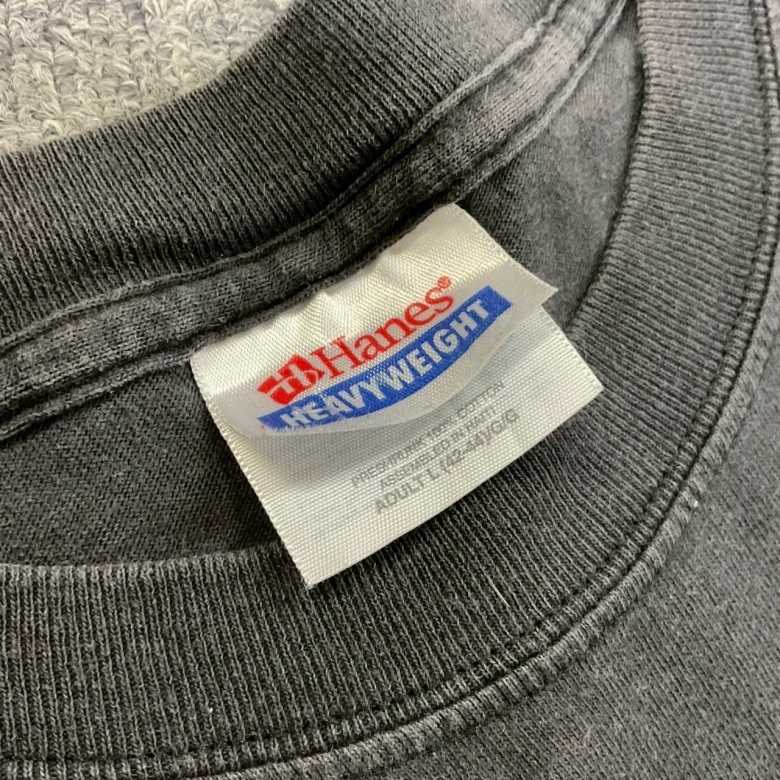 Hanes®
HEAVYWEIGHT
PRESHRUNK 100% COTTON
ASSEMBLED IN HAITI
ADULT L (42-44)/G/G